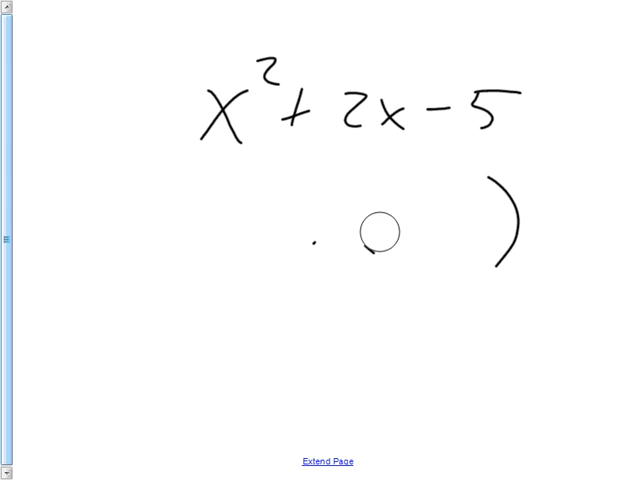 x² + 2x - 5
)
Extend Page